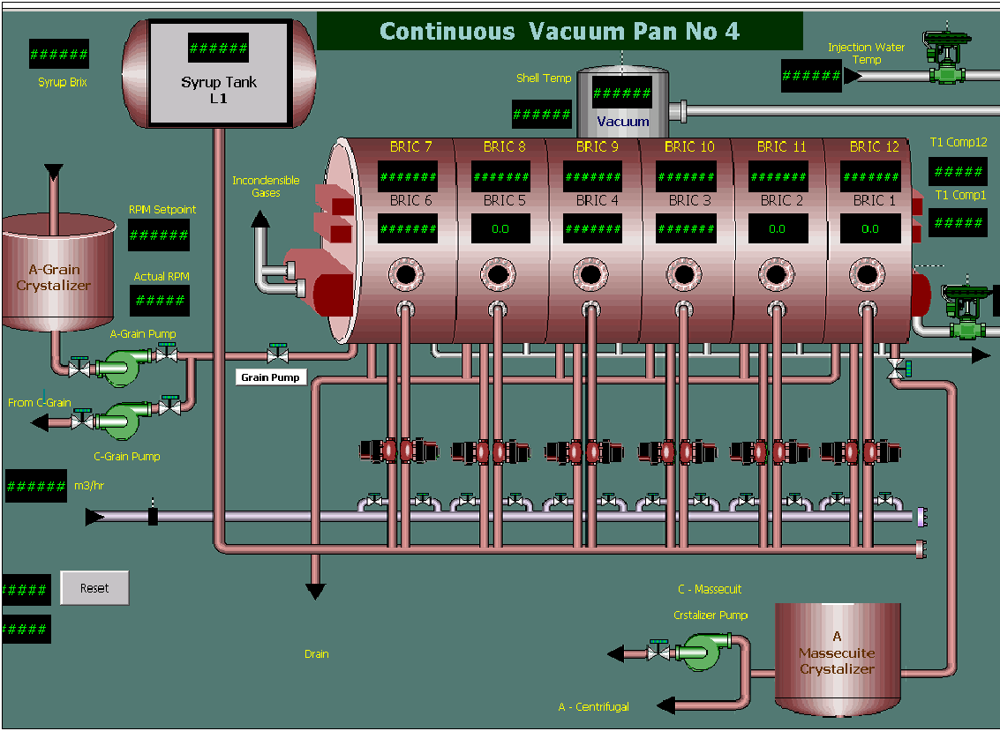 Continuous Vacuum Pan No 4
######
Syrup Brix
######
Syrup Tank
L1
Shell Temp
######
######
Vacuum
Injection Water
Temp
######
BRIC 7
BRIC 8
BRIC 9
BRIC 10
BRIC 11
BRIC 12
#######
#######
#######
#######
#######
#######
BRIC 6
BRIC 5
BRIC 4
BRIC 3
BRIC 2
BRIC 1
#######
0.0
#######
#######
0.0
0.0
T1 Comp12
#####
T1 Comp1
#####
Incondensible
Gases
RPM Setpoint
######
Actual RPM
#####
A-Grain
Crystalizer
A-Grain Pump
Grain Pump
From C-Grain
C-Grain Pump
######
m3/hr
#####
Reset
#####
Drain
C - Massecuit
Crstalizer Pump
A
Massecuite
Crystalizer
A - Centrifugal